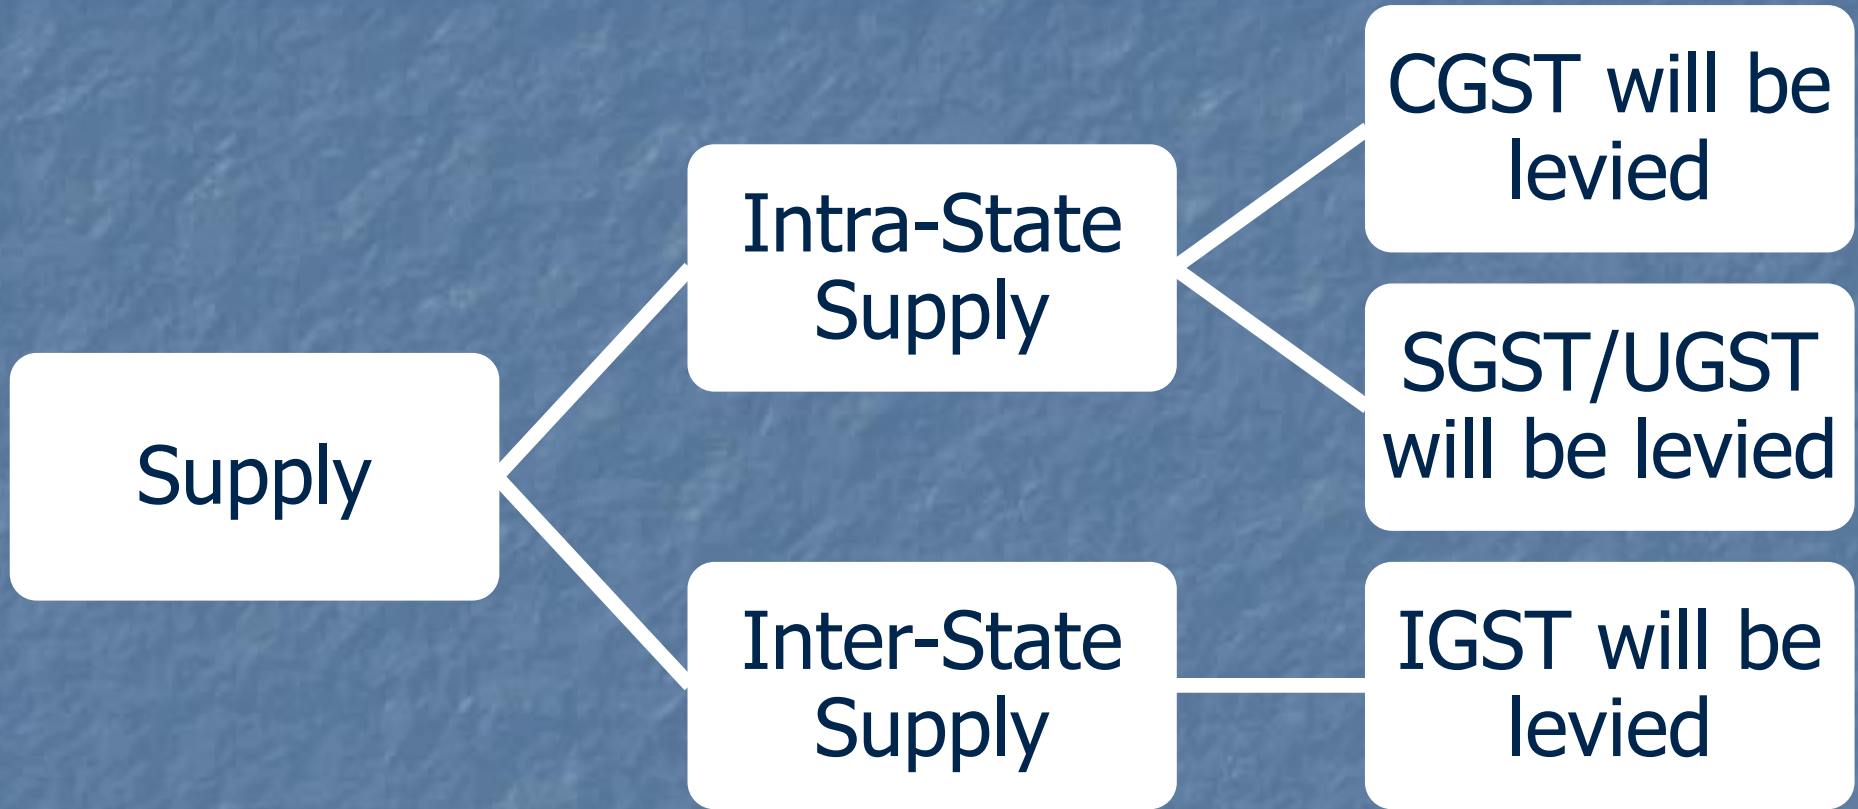 Supply
Intra-State
Supply
CGST will be
levied
SGST/UGST
will be levied
Inter-State
Supply
IGST will be
levied